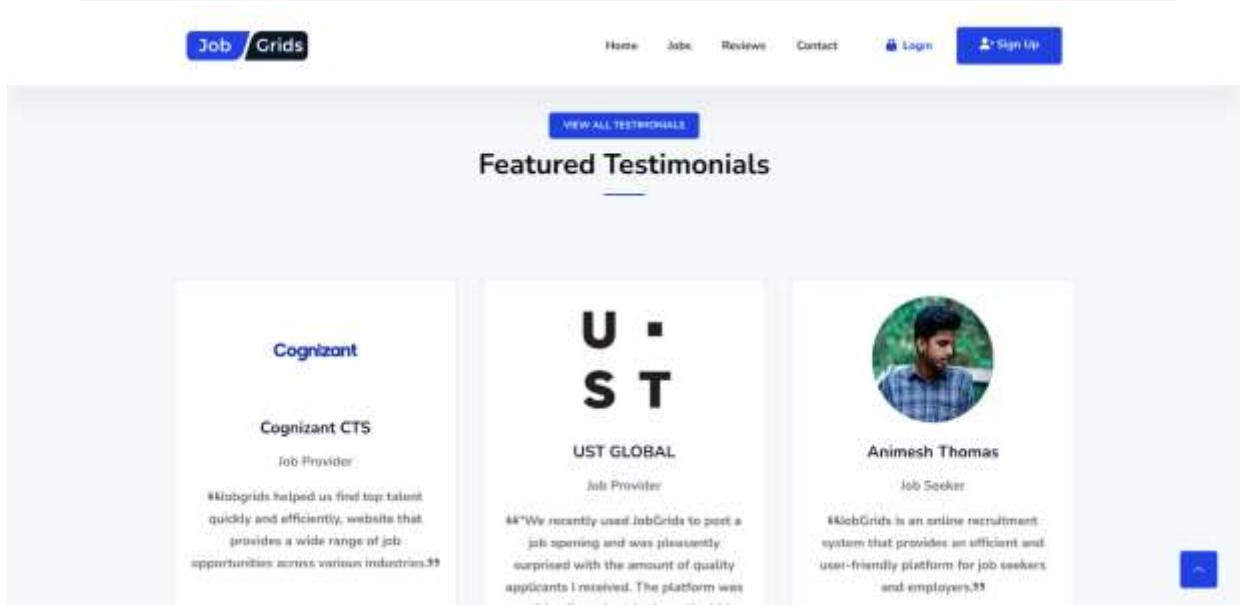 Job Grids
Home Jobs Reviews Contact Login Sign Up
VIEW ALL TESTIMONIALS
Featured Testimonials
Cognizant
Cognizant CTS
Job Provider
❝Jobgrids helped us find top talent
quickly and efficiently, website that
provides a wide range of job
opportunities across various industries.❞
U ·
S T
UST GLOBAL
Job Provider
❝"We recently used JobGrids to post a
job opening and was pleasantly
surprised with the amount of quality
applicants I received. The platform was
Animesh Thomas
Job Seeker
❝JobGrids is an online recruitment
system that provides an efficient and
user-friendly platform for job seekers
and employers.❞